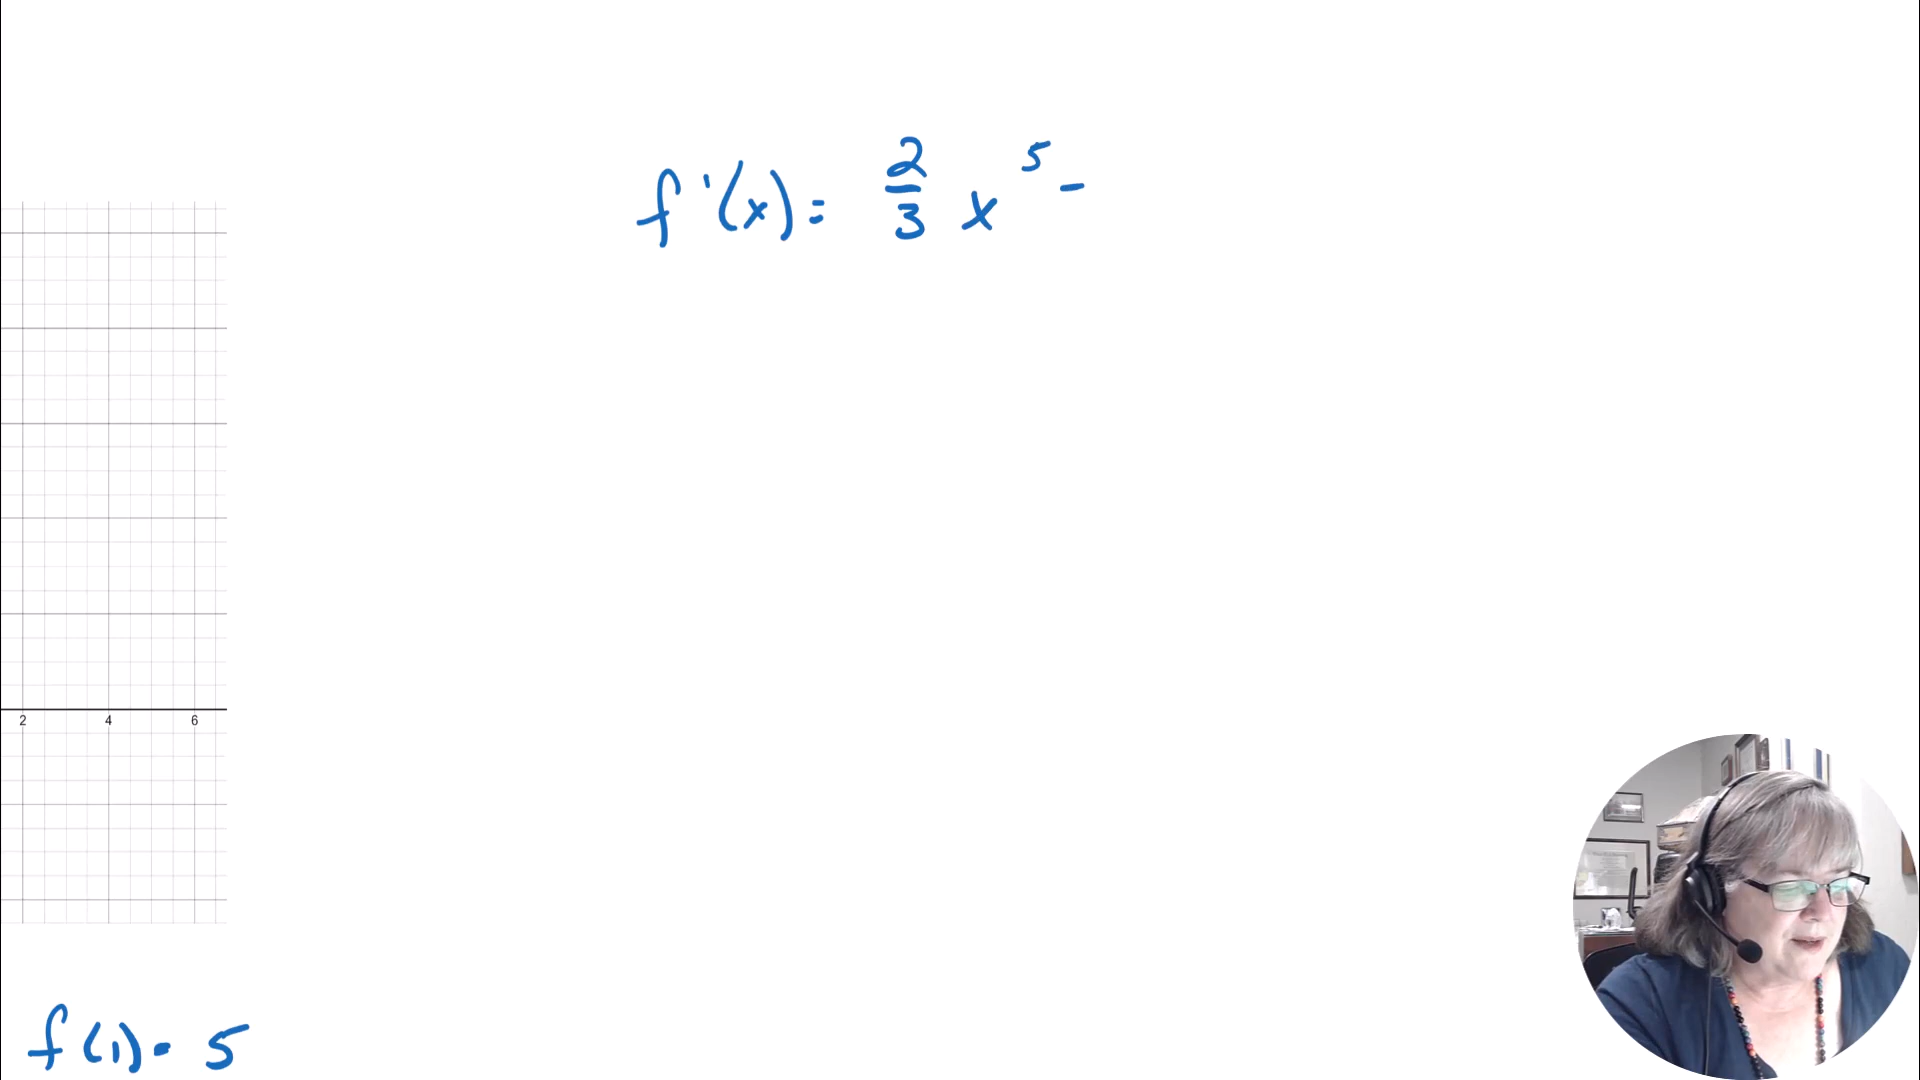 f'(x) = 2/3 x^5 -
2 4 6
f(1) = 5